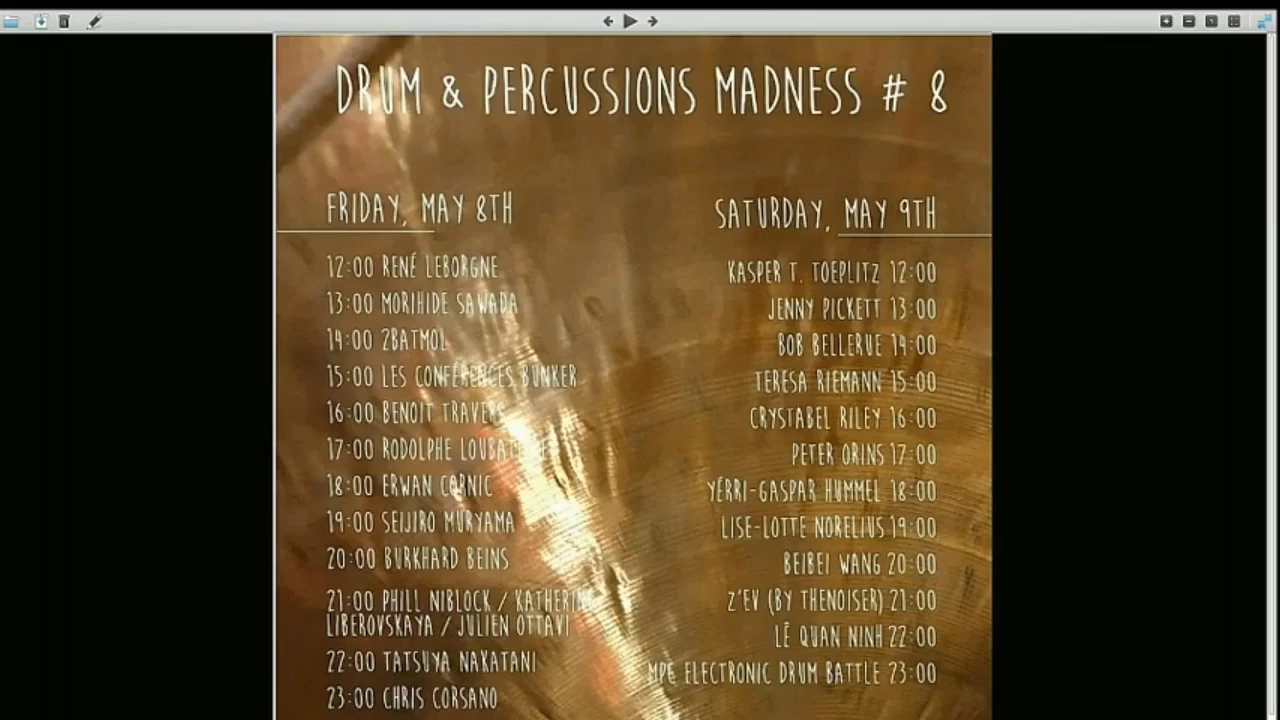 DRUM & PERCUSSIONS MADNESS # 8
FRIDAY, MAY 8TH
12:00 RENÉ LEBORGNE
13:00 MORIHIDE SAWADA
14:00 2BATMOL
15:00 LES CONFÉRENCES BUNKER
16:00 BENOIT TRAVERS
17:00 RODOLPHE
18:00 ERWAN CORNIC
19:00 SEIJIRO MURYAMA
20:00 BURKHARD BEINS
21:00 PHILL NIBLOCK / KATHERINE
LIBEROVSKAYA / JULIEN OTTAVI
22:00 TATSUYA NAKATANI
23:00 CHRIS CORSANO
SATURDAY, MAY 9TH
KASPER T. TOEPLITZ 12:00
JENNY PICKETT 13:00
BOB BELLERUE 14:00
TERESA RIEMANN 15:00
CRYSTABEL RILEY 16:00
PETER ORINS 17:00
YÉRRI-GASPAR HUMMEL 18:00
LISE-LOTTE NORELIUS 19:00
BEIBEI WANG 20:00
Z'EV (BY THENOISER) 21:00
LÊ QUAN NINH 22:00
ELECTRONIC DRUM BATTLE 23:00